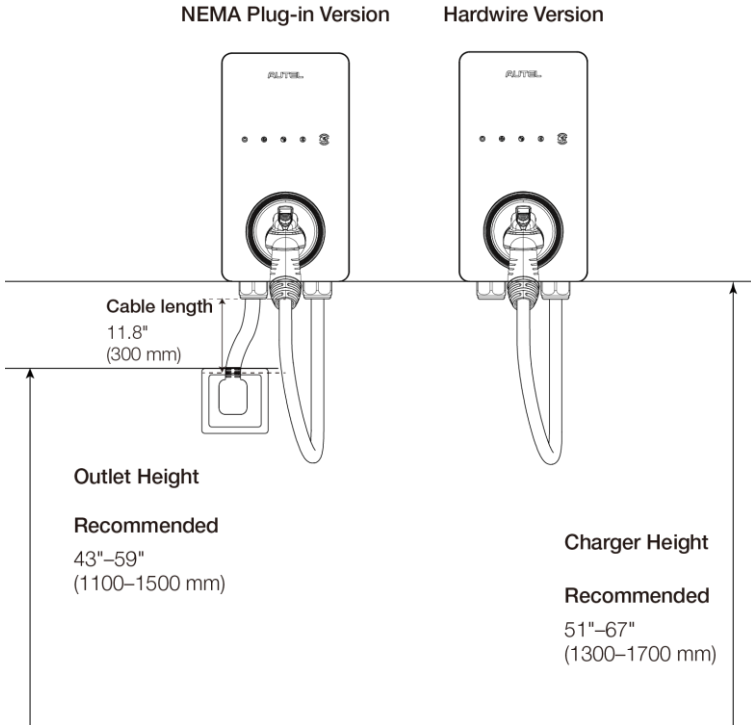 NEMA Plug-in Version
Hardwire Version
AUTEL
AUTEL
Cable length
11.8"
(300 mm)
Outlet Height
Recommended
43"–59"
(1100–1500 mm)
Charger Height
Recommended
51"–67"
(1300–1700 mm)